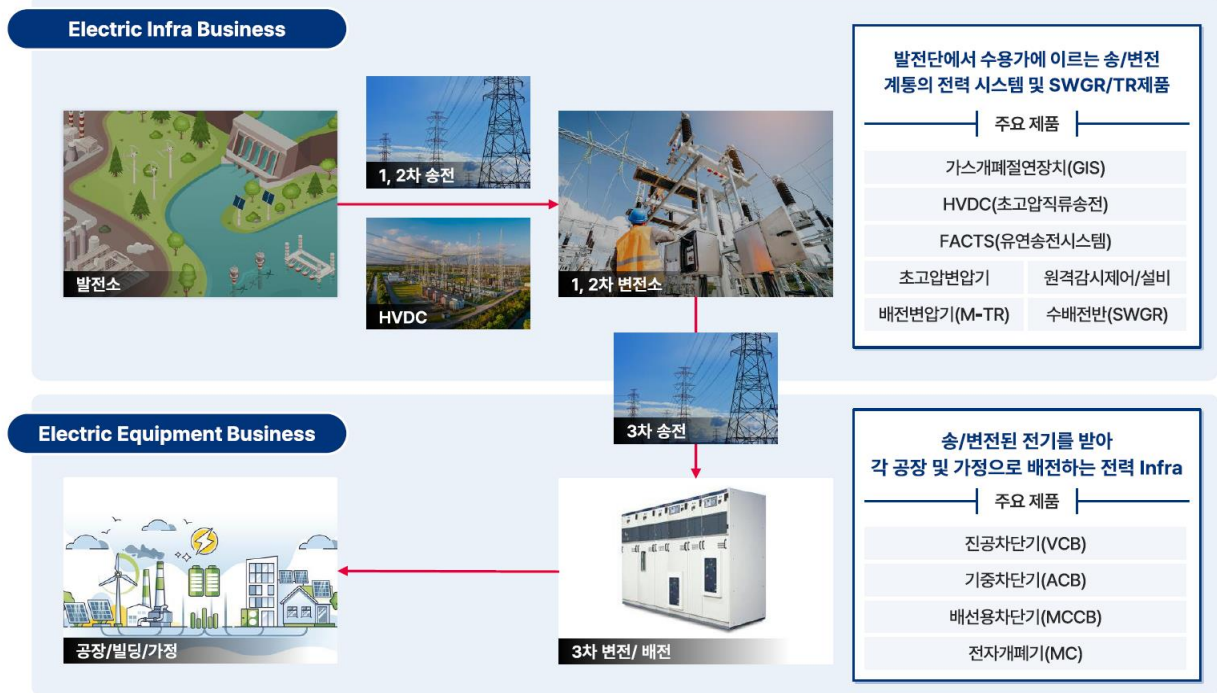 Electric Infra Business
발전소
1, 2차 송전
HVDC
1, 2차 변전소
발전단에서 수용가에 이르는 송/변전
계통의 전력 시스템 및 SWGR/TR제품
주요 제품
가스개폐절연장치(GIS)
HVDC(초고압직류송전)
FACTS(유연송전시스템)
초고압변압기
원격감시제어/설비
배전변압기(M-TR)
수배전반(SWGR)
3차 송전
Electric Equipment Business
공장/빌딩/가정
3차 변전/ 배전
송/변전된 전기를 받아
각 공장 및 가정으로 배전하는 전력 Infra
주요 제품
진공차단기(VCB)
기중차단기(ACB)
배선용차단기(MCCB)
전자개폐기(MC)